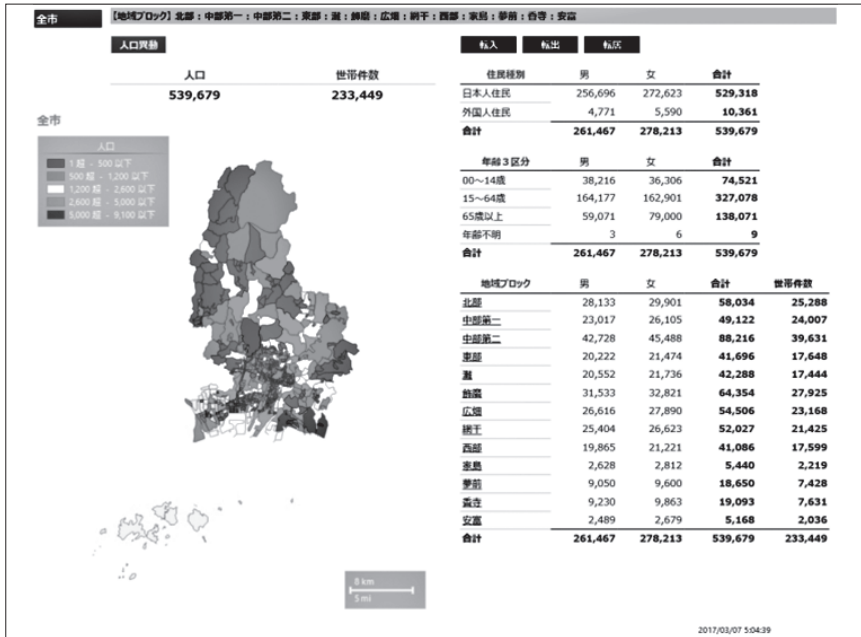 全市
【地域ブロック】北部：中部第一：中部第二：東部：灘：飾磨：広畑：網干：西部：家島：夢前：香寺：安富
人口異動
人口 世帯件数
539,679 233,449
全市
人口
1 超 - 500 以下
500 超 - 1,200 以下
1,200 超 - 2,600 以下
2,600 超 - 5,000 以下
5,000 超 - 9,100 以下
8 km
5 mi
転入 転出 転居
住民種別 男 女 合計
日本人住民 256,696 272,623 529,318
外国人住民 4,771 5,590 10,361
合計 261,467 278,213 539,679
年齢３区分 男 女 合計
00～14歳 38,216 36,306 74,521
15～64歳 164,177 162,901 327,078
65歳以上 59,071 79,000 138,071
年齢不明 3 6 9
合計 261,467 278,213 539,679
地域ブロック 男 女 合計 世帯件数
北部 28,133 29,901 58,034 25,288
中部第一 23,017 26,105 49,122 24,007
中部第二 42,728 45,488 88,216 39,631
東部 20,222 21,474 41,696 17,648
灘 20,552 21,736 42,288 17,444
飾磨 31,533 32,821 64,354 27,925
広畑 26,616 27,890 54,506 23,168
網干 25,404 26,623 52,027 21,425
西部 19,865 21,221 41,086 17,599
家島 2,628 2,812 5,440 2,219
夢前 9,050 9,600 18,650 7,428
香寺 9,230 9,863 19,093 7,631
安富 2,489 2,679 5,168 2,036
合計 261,467 278,213 539,679 233,449
2017/03/07 5:04:39